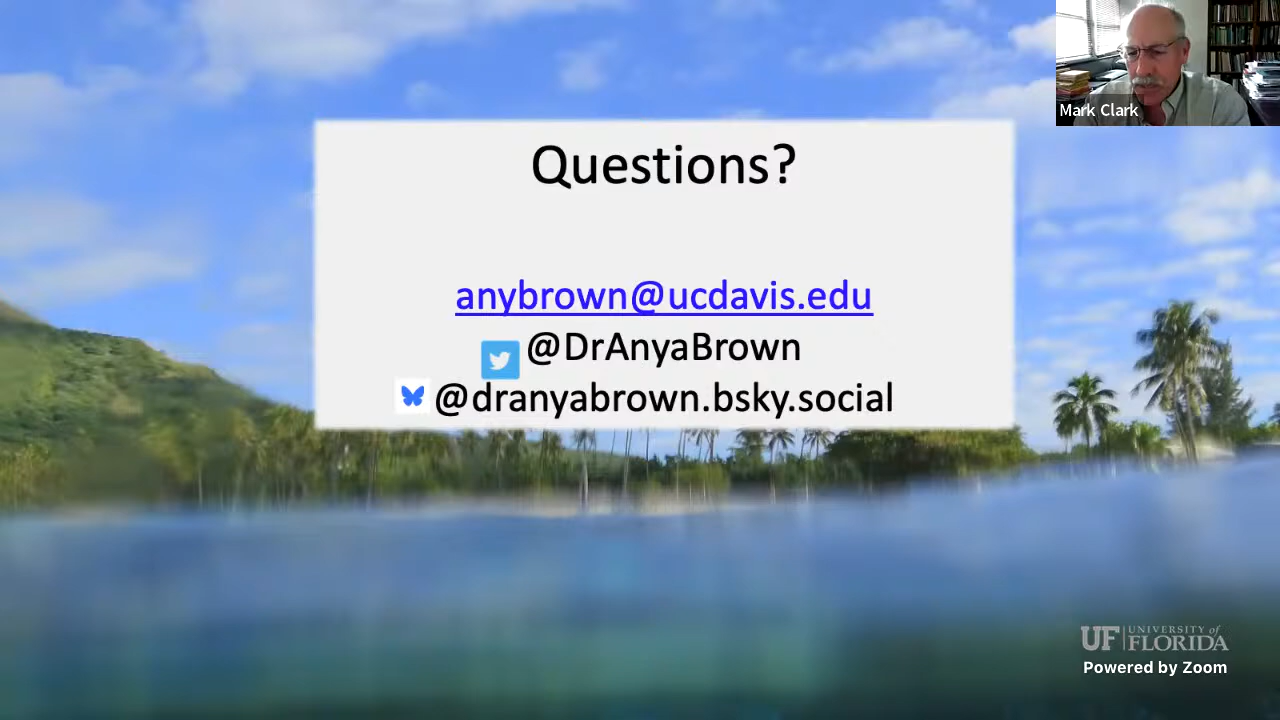 Mark Clark
Questions?
anybrown@ucdavis.edu
@DrAnyaBrown
@dranyabrown.bsky.social
UF UNIVERSITY of
FLORIDA
Powered by Zoom